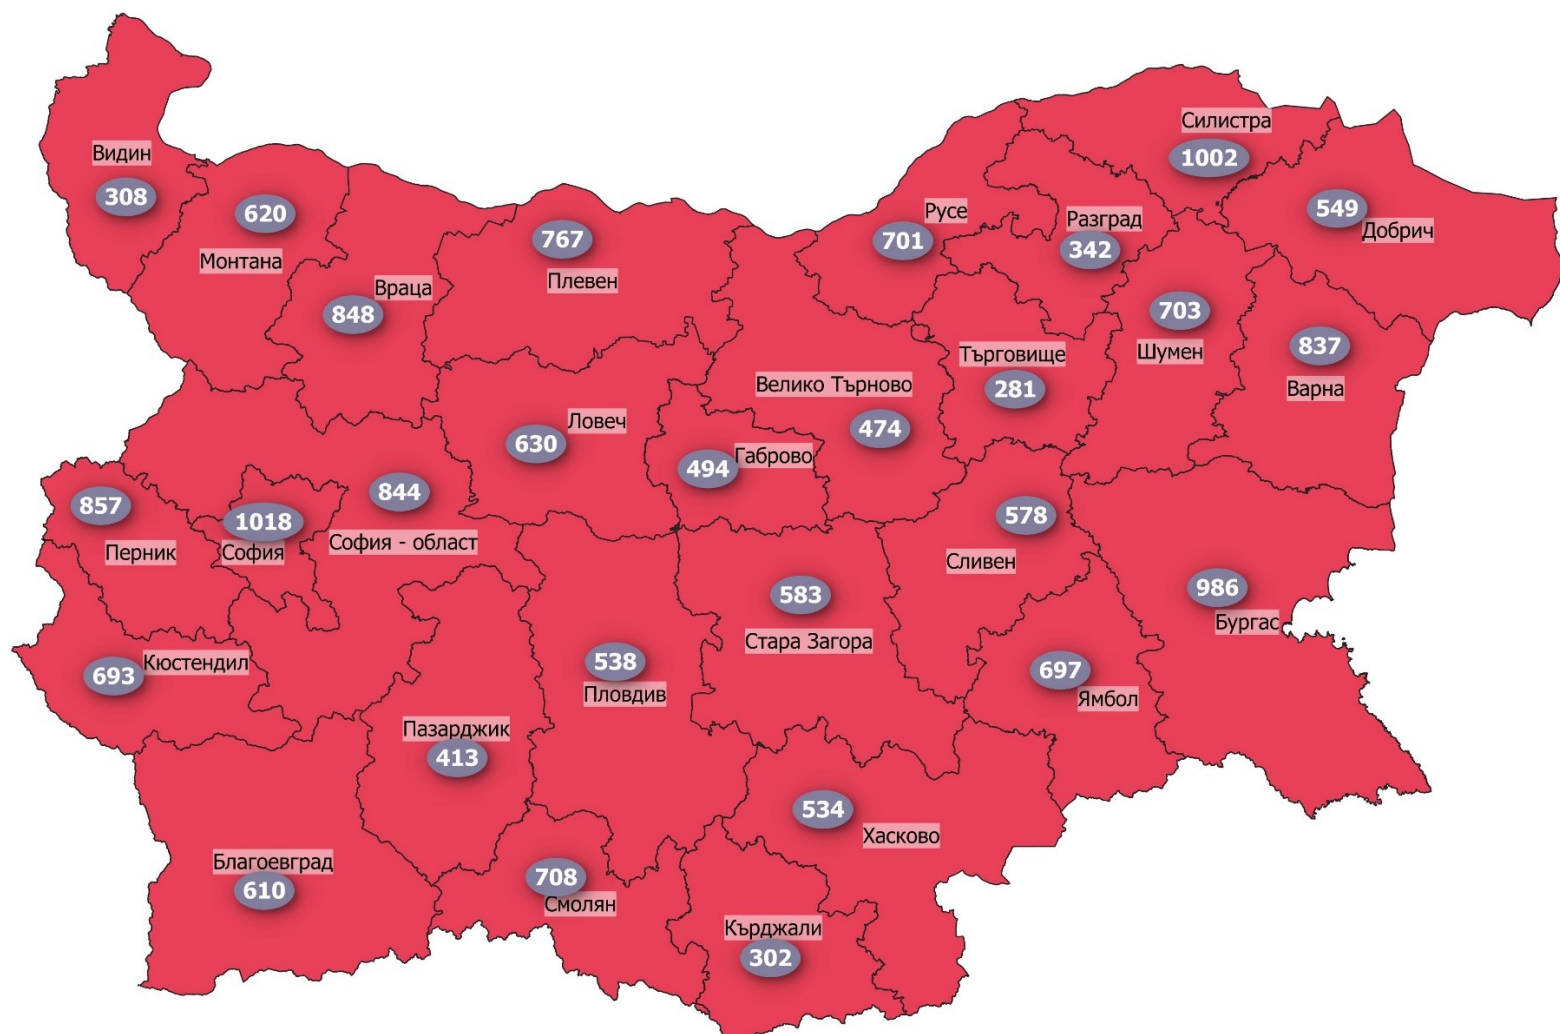 Силистра
1002
Видин
308
549
Добрич
620
Монтана
Русе
701
Разград
342
767
Плевен
Враца
848
703
Шумен
837
Варна
Търговище
281
Велико Търново
474
Ловеч
630
Габрово
494
844
София - област
857
Перник
1018
София
578
Сливен
583
Стара Загора
986
Бургас
Кюстендил
693
538
Пловдив
697
Ямбол
Пазарджик
413
534
Хасково
Благоевград
610
708
Смолян
Кърджали
302